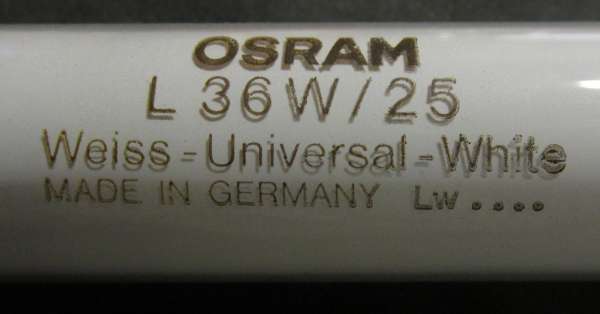 OSRAM
L 36W/25
Weiss-Universal-White
MADE IN GERMANY Lw ....